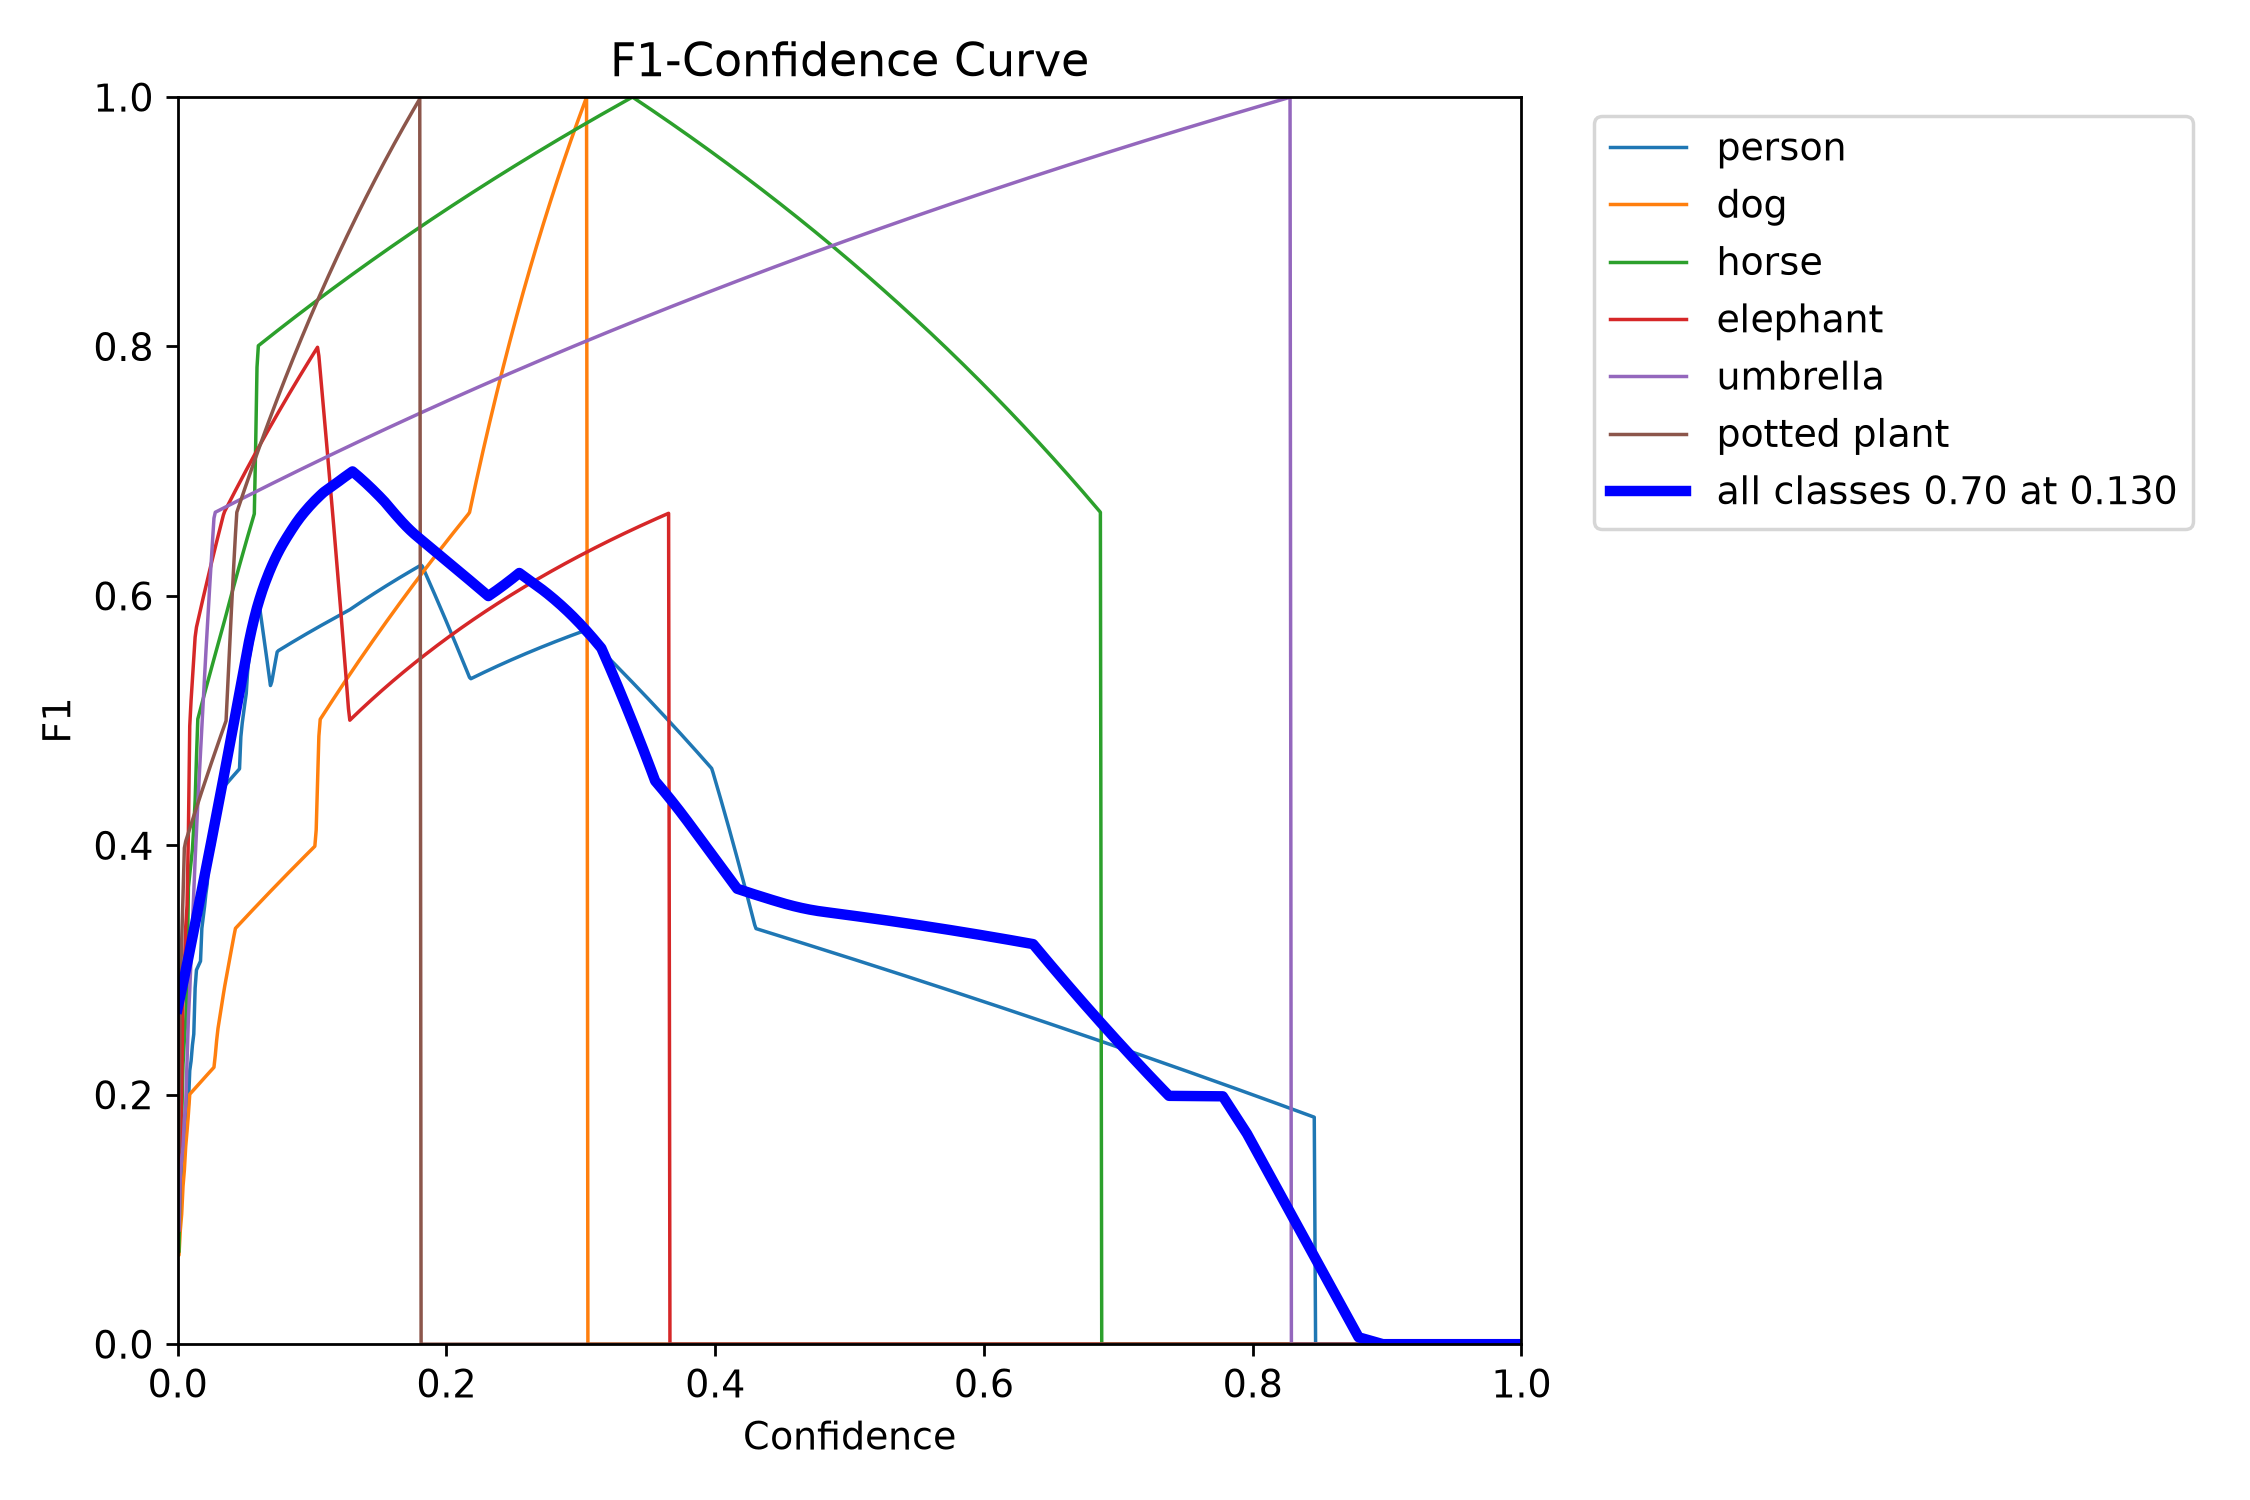 F1-Confidence Curve
1.0
0.8
0.6
0.4
0.2
0.0
F1
0.0 0.2 0.4 0.6 0.8 1.0
Confidence
person
dog
horse
elephant
umbrella
potted plant
all classes 0.70 at 0.130